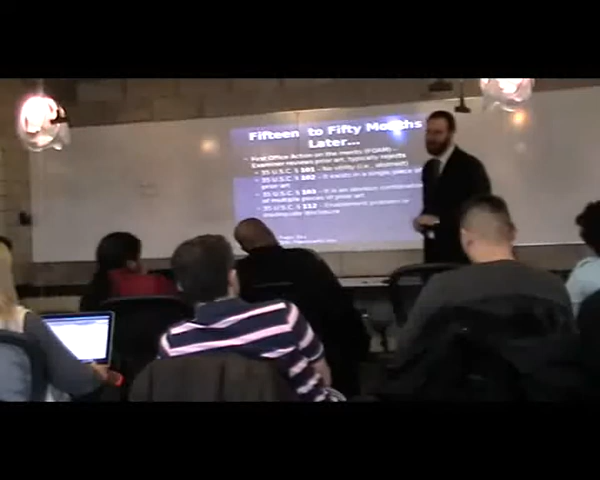 Fifteen to Fifty Months
Later...
First Office Action on the merits (FOAM) -
Examiner reviews prior art, typically rejects
35 U.S.C. § 101 - No utility (i.e., abstract)
35 U.S.C. § 102 - It exists in a single piece of
prior art
35 U.S.C. § 103 - It is an obvious combination
of multiple pieces of prior art
35 U.S.C. § 112 - Enablement problem or
inadequate disclosure